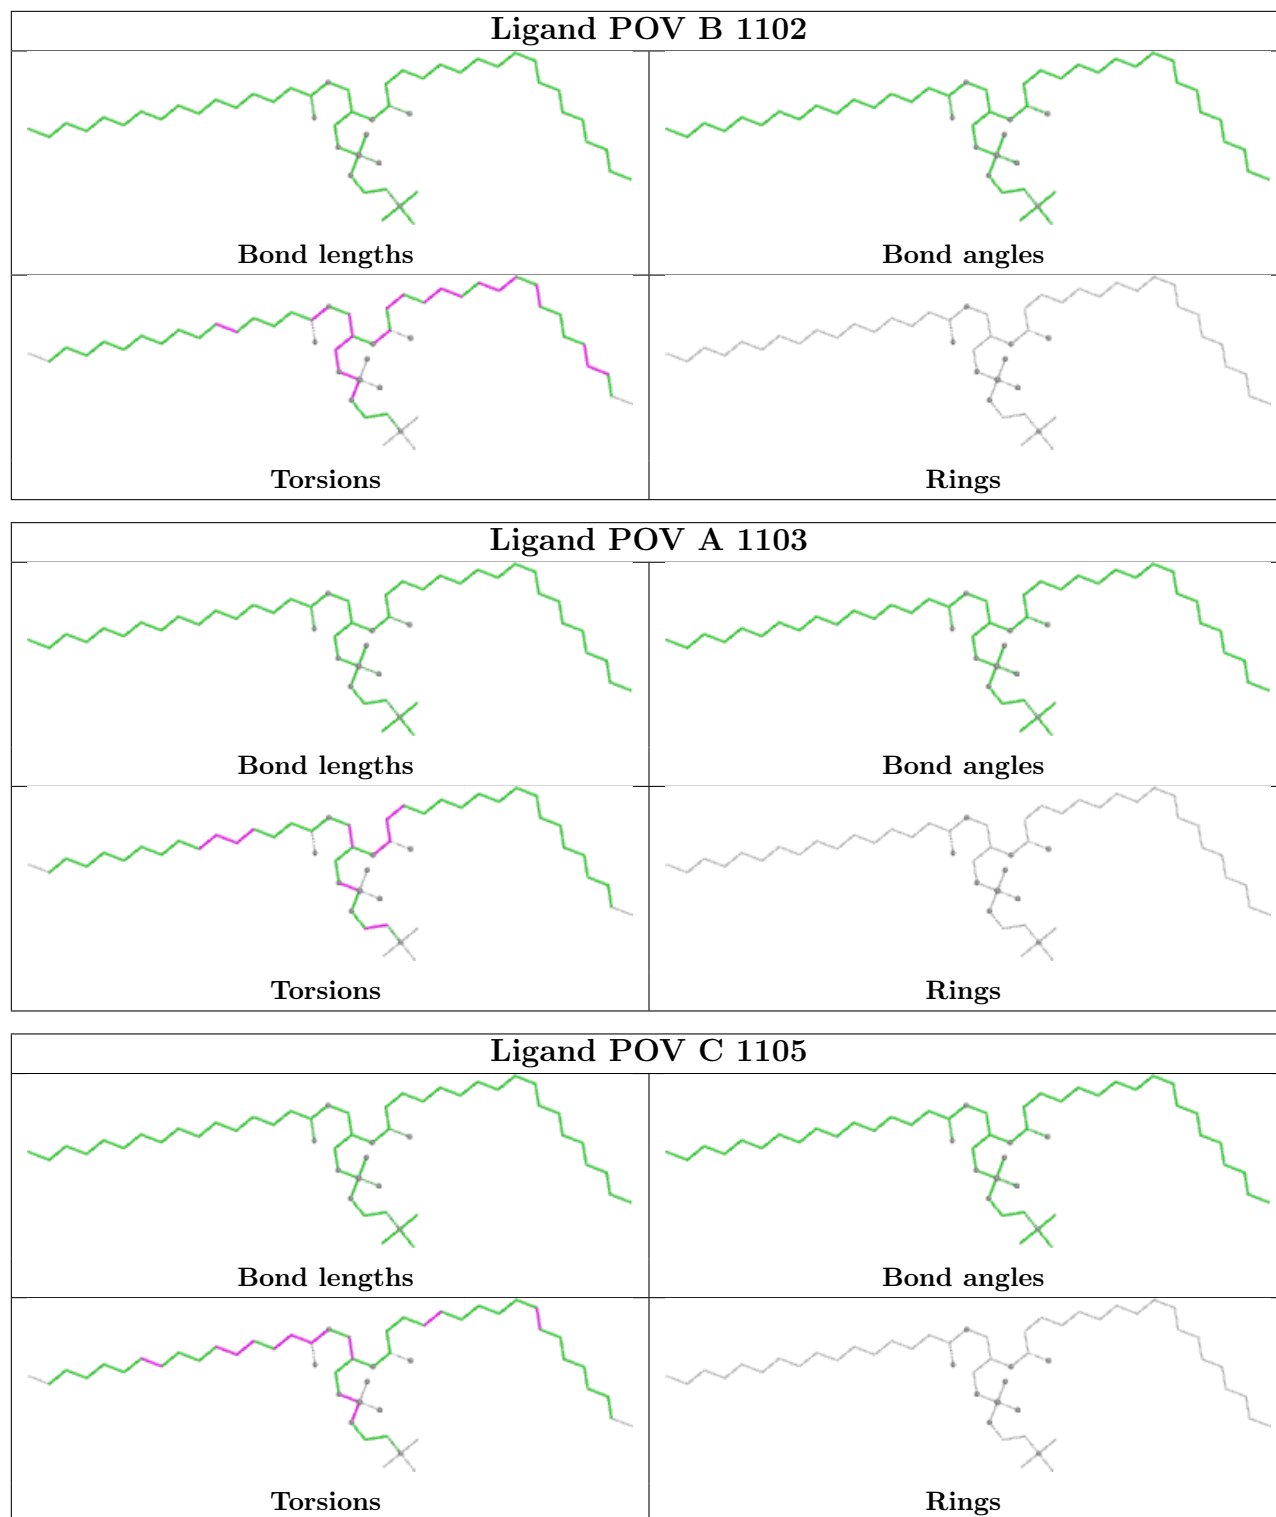 Ligand POV B 1102
Bond lengths
Bond angles
Torsions
Rings
Ligand POV A 1103
Bond lengths
Bond angles
Torsions
Rings
Ligand POV C 1105
Bond lengths
Bond angles
Torsions
Rings